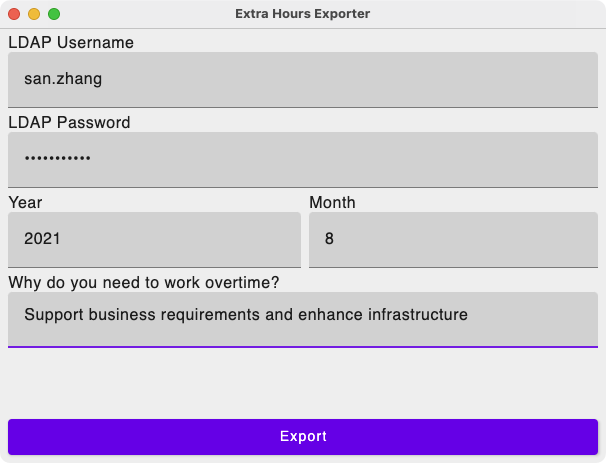 Extra Hours Exporter
LDAP Username
san.zhang
LDAP Password
•••••••••••
Year
Month
2021
8
Why do you need to work overtime?
Support business requirements and enhance infrastructure
Export